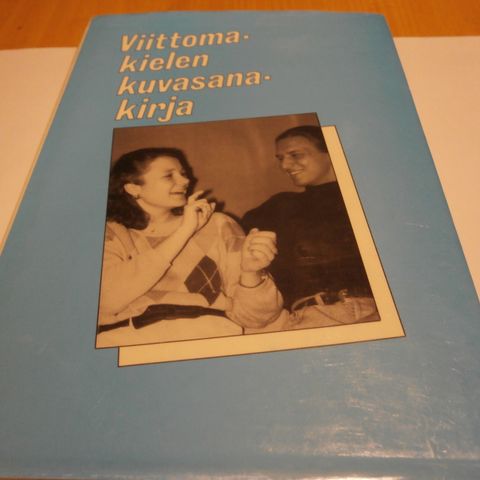 Viittoma-
kielen
kuvasana-
kirja